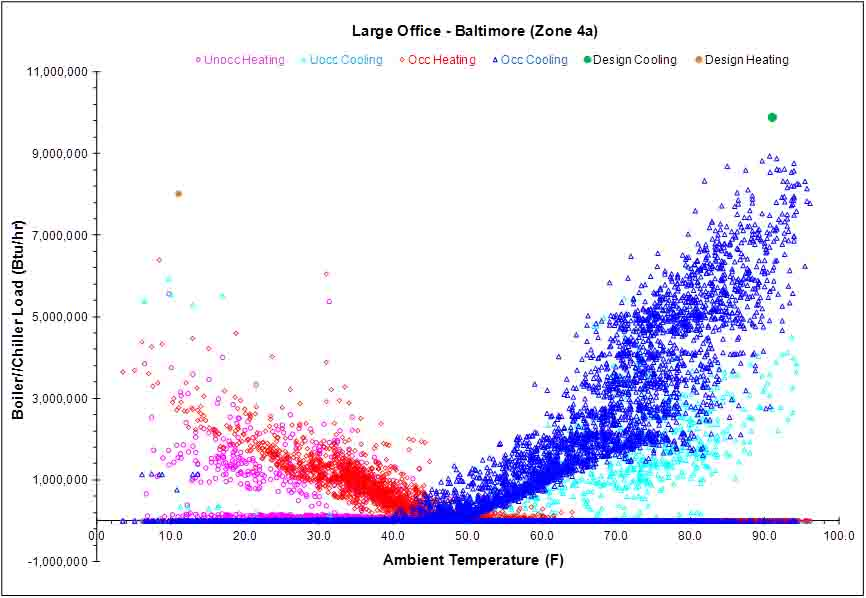 Large Office - Baltimore (Zone 4a)
Unocc Heating Uocc Cooling Occ Heating Occ Cooling Design Cooling Design Heating
11,000,000
9,000,000
7,000,000
5,000,000
3,000,000
1,000,000
-1,000,000
Boiler//Chiller Load (Btu/hr)
0.0 10.0 20.0 30.0 40.0 50.0 60.0 70.0 80.0 90.0 100.0
Ambient Temperature (F)